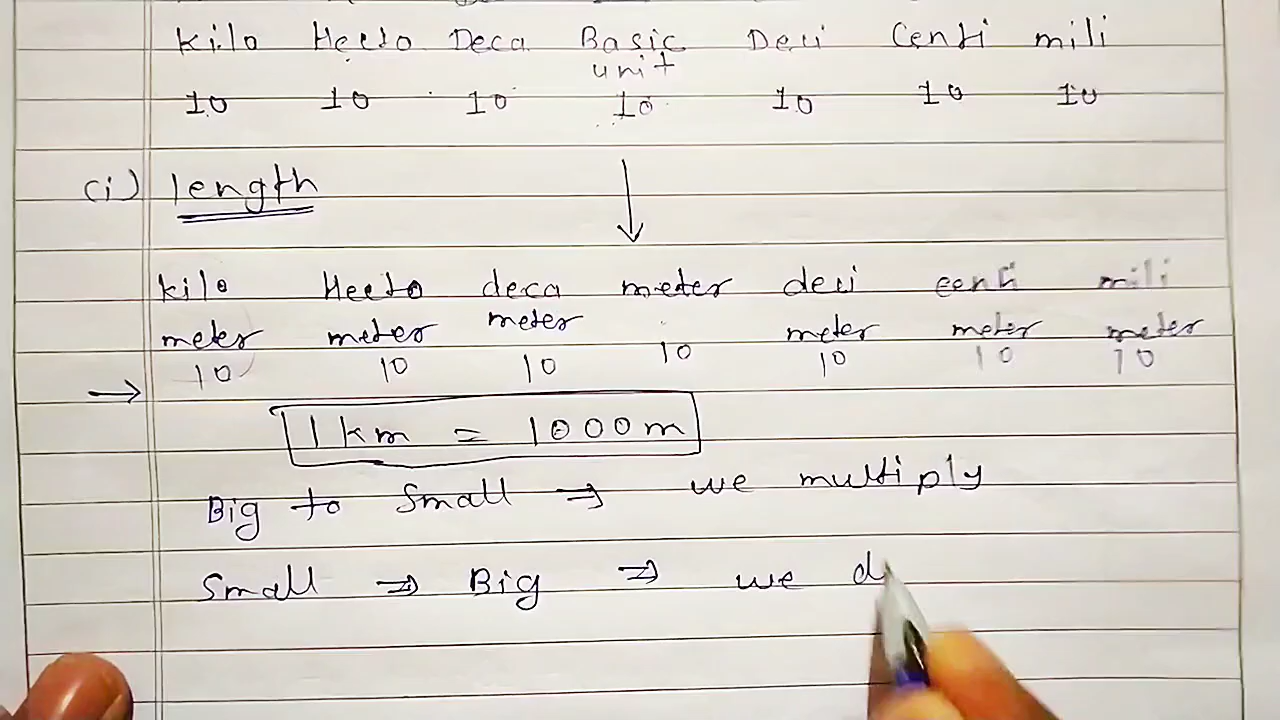 Kilo Hecto Deca Basic Deci Centi mili
unit
10 10 10 10 10 10 10
(i) length
kilo Hecto deca meter deci centi mili
meter meter meter meter meter meter
10 10 10 10 10 10 10
→
1 km = 1000 m
Big to Small ⇒ we multiply
Small ⇒ Big ⇒ we d